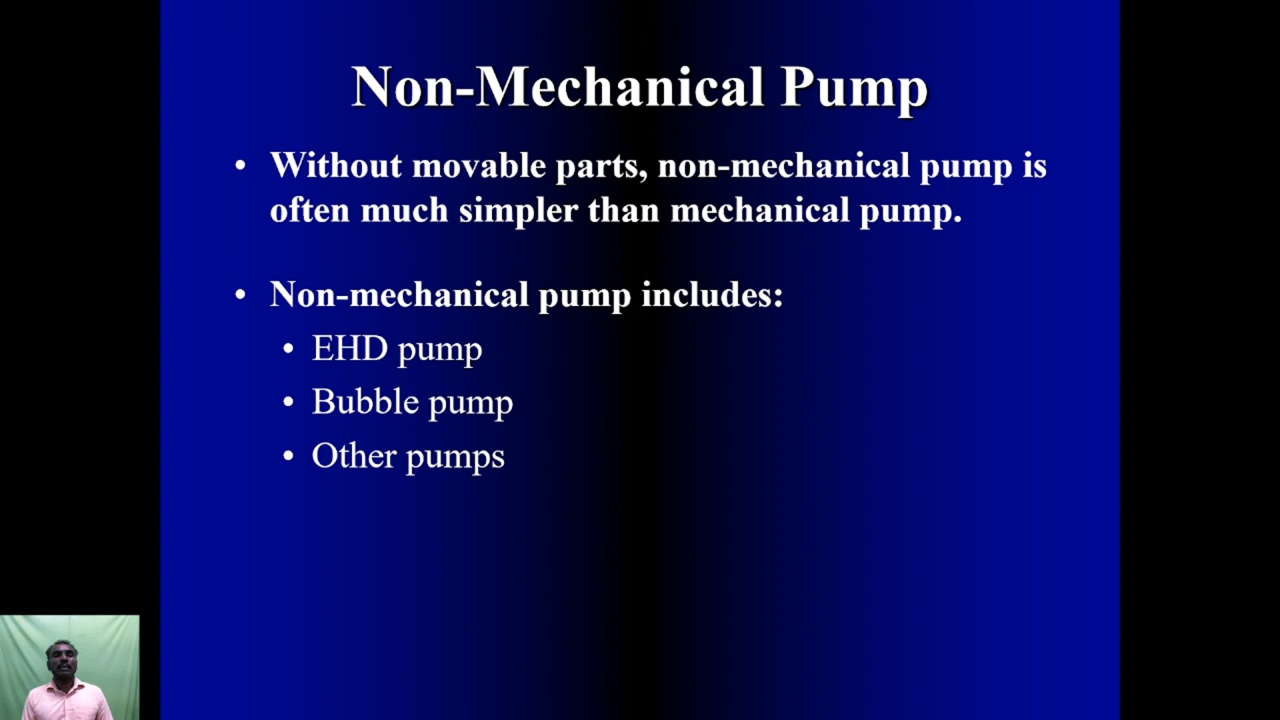 Non-Mechanical Pump
• Without movable parts, non-mechanical pump is
often much simpler than mechanical pump.
• Non-mechanical pump includes:
• EHD pump
• Bubble pump
• Other pumps